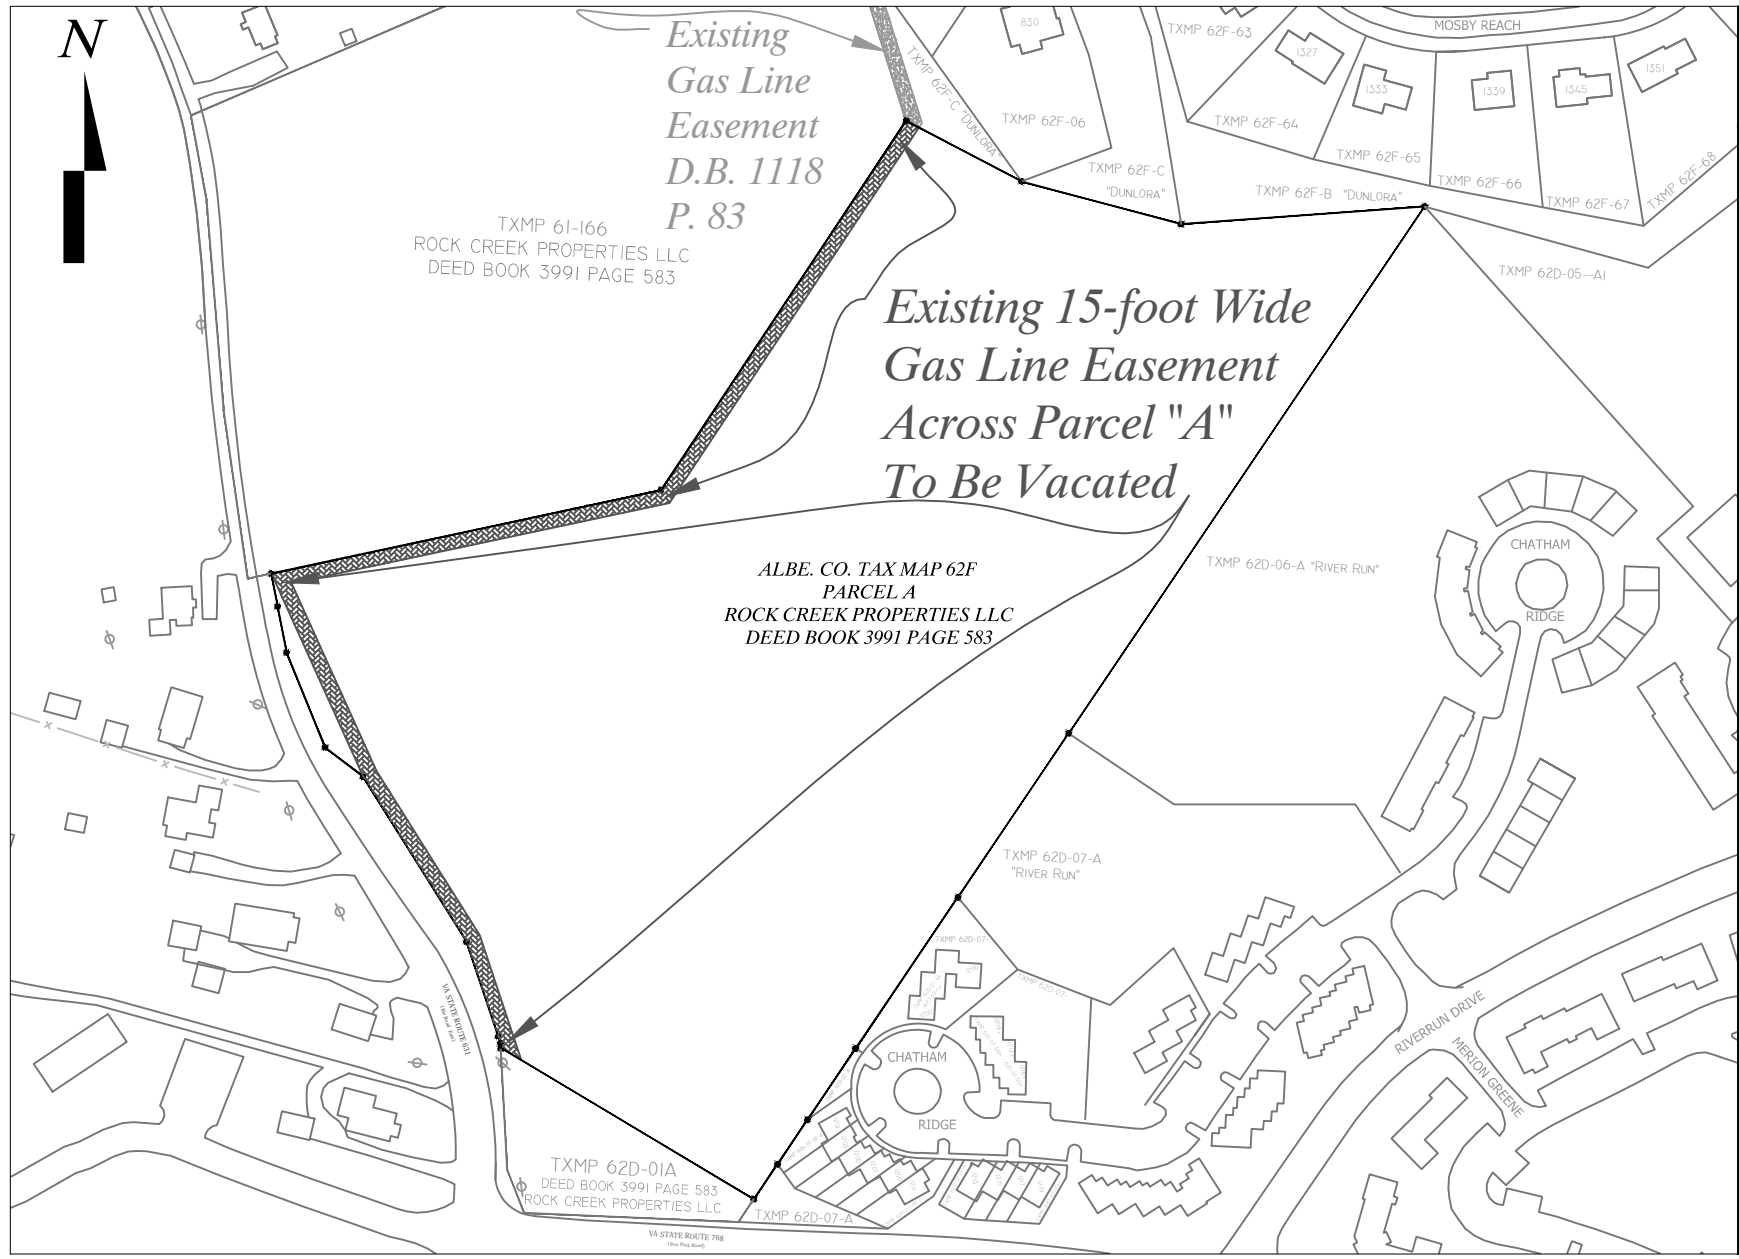 N
Existing
Gas Line
Easement
D.B. 1118
P. 83
TXMP 61-166
ROCK CREEK PROPERTIES LLC
DEED BOOK 3991 PAGE 583
TXMP 62F-C "DUNLORA"
830
TXMP 62F-06
TXMP 62F-C
"DUNLORA"
TXMP 62F-63
MOSBY REACH
1327
1333
1339
1345
1351
TXMP 62F-64
TXMP 62F-65
TXMP 62F-66
TXMP 62F-67
TXMP 62F-68
TXMP 62F-B "DUNLORA"
TXMP 62D-05--A1
Existing 15-foot Wide
Gas Line Easement
Across Parcel "A"
To Be Vacated
ALBE. CO. TAX MAP 62F
PARCEL A
ROCK CREEK PROPERTIES LLC
DEED BOOK 3991 PAGE 583
TXMP 62D-06-A "RIVER RUN"
CHATHAM
RIDGE
TXMP 62D-07-A
"RIVER RUN"
TXMP 62D-07-
TXMP 62D-07-
CHATHAM
RIDGE
RIVERRUN DRIVE
MERION GREENE
VA STATE ROUTE 631
TXMP 62D-01A
DEED BOOK 3991 PAGE 583
ROCK CREEK PROPERTIES LLC
TXMP 62D-07-A
VA STATE ROUTE 768